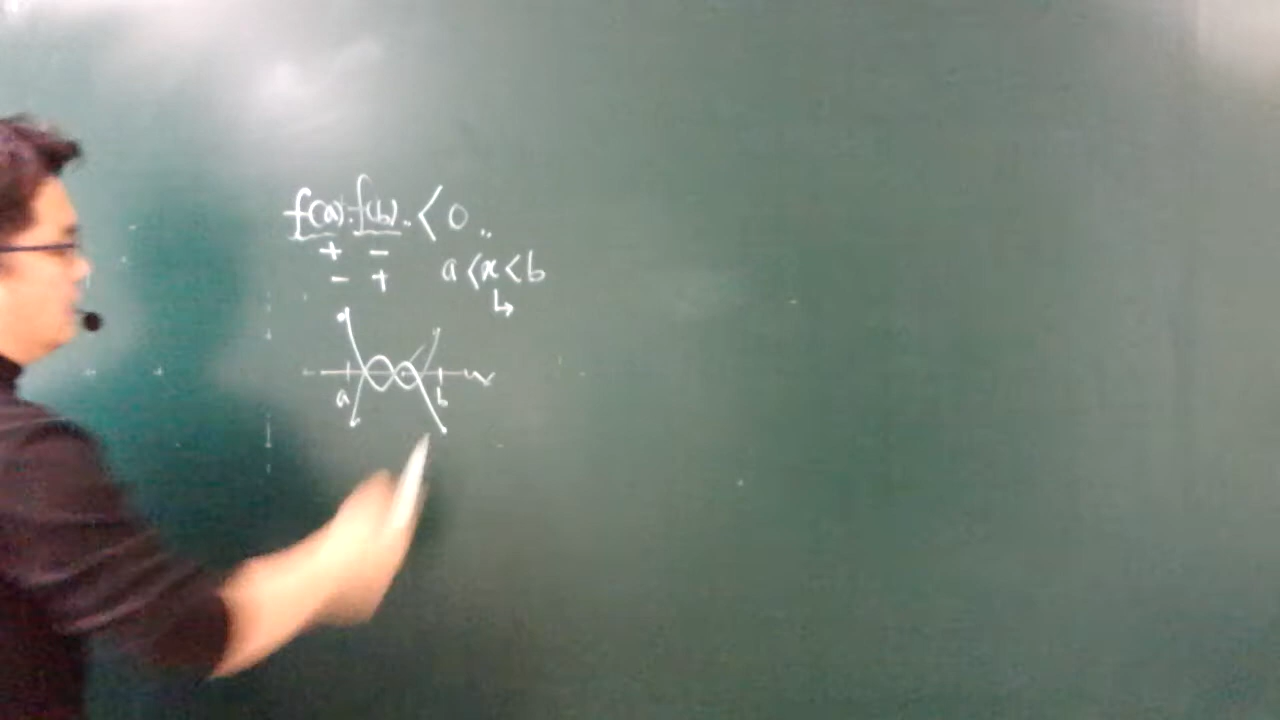 f(a).f(b).. < 0..
+ -
- + a < x < b
↳
a b x